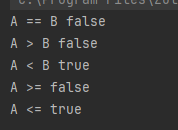 A == B false
A > B false
A < B true
A >= false
A <= true